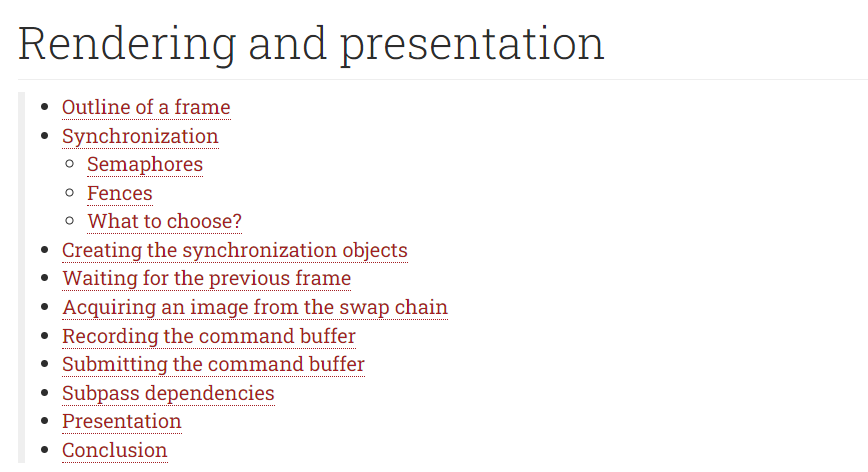 Rendering and presentation
Outline of a frame
Synchronization
Semaphores
Fences
What to choose?
Creating the synchronization objects
Waiting for the previous frame
Acquiring an image from the swap chain
Recording the command buffer
Submitting the command buffer
Subpass dependencies
Presentation
Conclusion